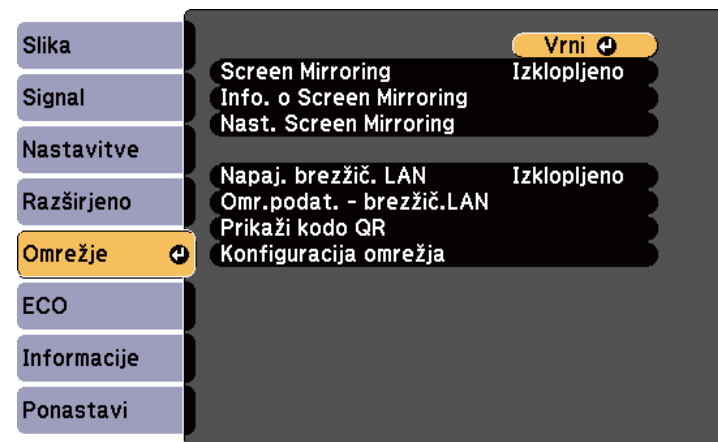 Slika
Signal
Nastavitve
Razširjeno
Omrežje
ECO
Informacije
Ponastavi
Vrni
Screen Mirroring Izklopljeno
Info. o Screen Mirroring
Nast. Screen Mirroring
Napaj. brezžič. LAN Izklopljeno
Omr.podat. - brezžič.LAN
Prikaži kodo QR
Konfiguracija omrežja